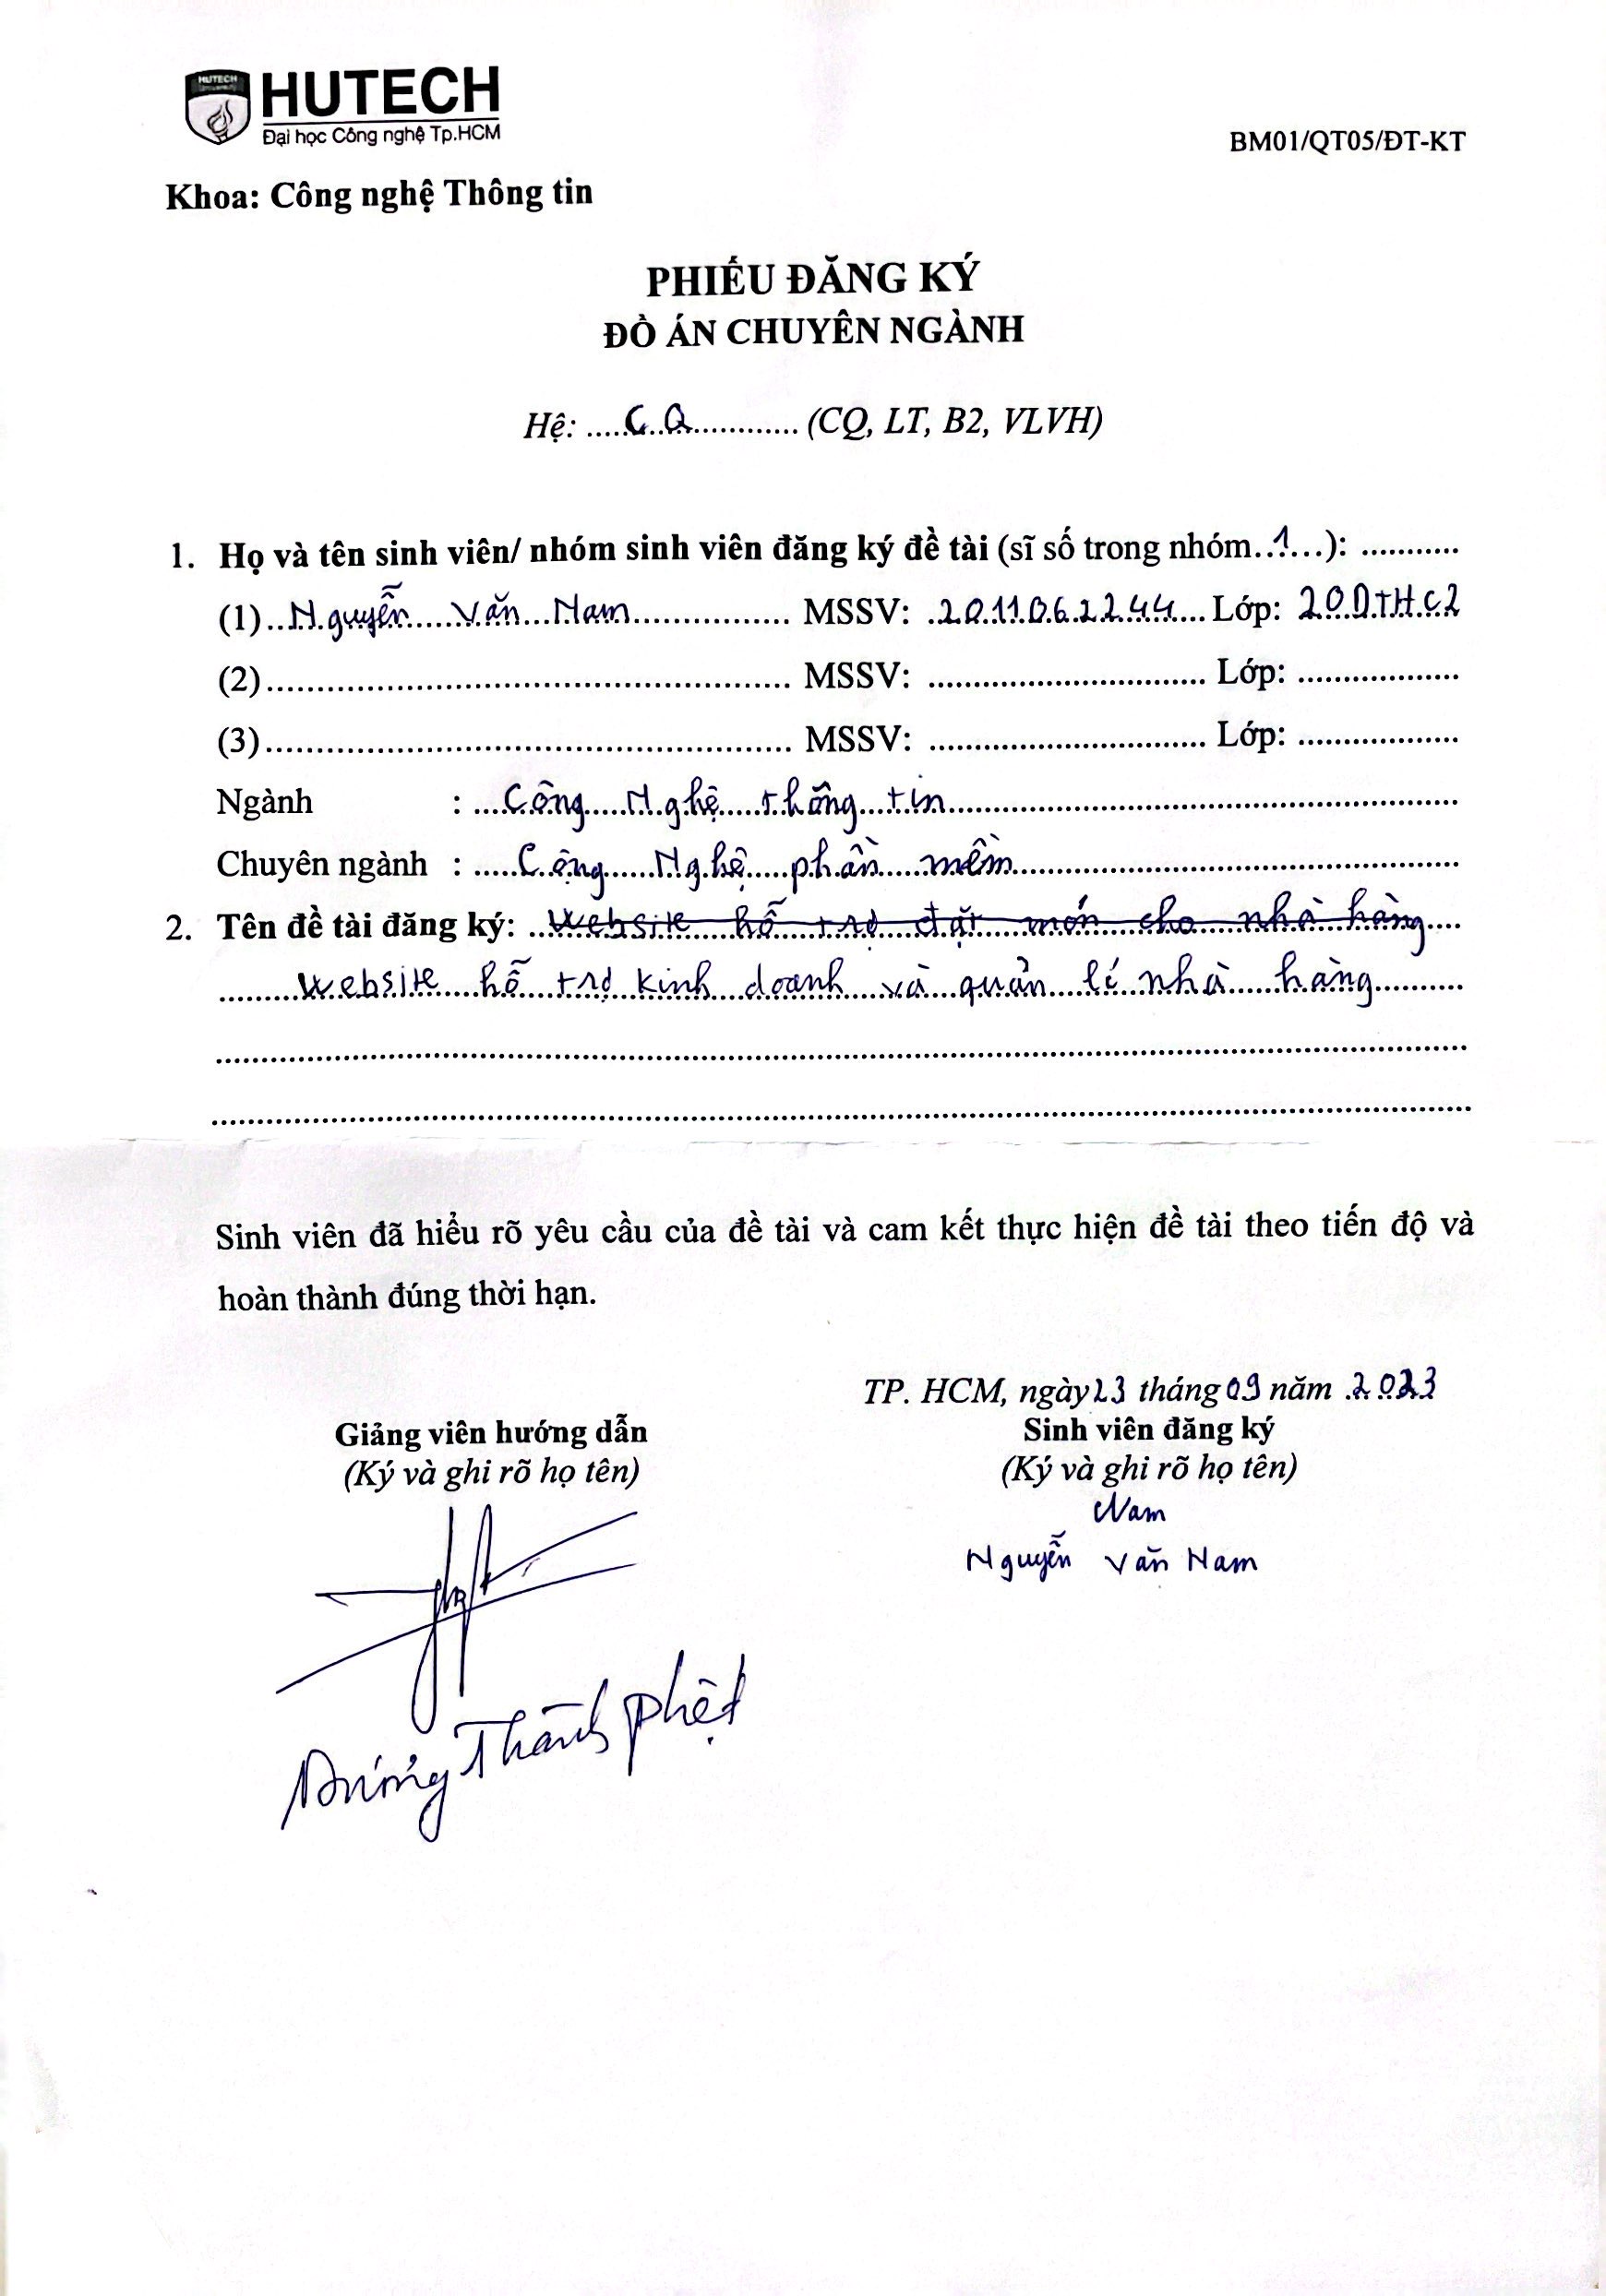 HUTECH
HUTECH
Đại học Công nghệ Tp.HCM
BM01/QT05/ĐT-KT
Khoa: Công nghệ Thông tin
PHIẾU ĐĂNG KÝ
ĐỒ ÁN CHUYÊN NGÀNH
Hệ: .....CQ............ (CQ, LT, B2, VLVH)
1. Họ và tên sinh viên/ nhóm sinh viên đăng ký đề tài (sĩ số trong nhóm..1...): ...........
(1)..Nguyễn Văn Nam................ MSSV: .2011062244... Lớp: 20DTHC2
(2).................................................... MSSV: ........................... Lớp: ................
(3).................................................... MSSV: ........................... Lớp: ................
Ngành : ...Công Nghệ thông tin..................................................
Chuyên ngành : ....Công Nghệ phần mềm............................................
2. Tên đề tài đăng ký: ..Website hỗ trợ đặt món cho nhà hàng....
........Website hỗ trợ kinh doanh và quản lí nhà hàng.........
..............................................................................................................................
..............................................................................................................................
Sinh viên đã hiểu rõ yêu cầu của đề tài và cam kết thực hiện đề tài theo tiến độ và
hoàn thành đúng thời hạn.
TP. HCM, ngày 23 tháng 09 năm .2023
Giảng viên hướng dẫn
(Ký và ghi rõ họ tên)
Sinh viên đăng ký
(Ký và ghi rõ họ tên)
Nam
Nguyễn Văn Nam
Dương Thành Phết